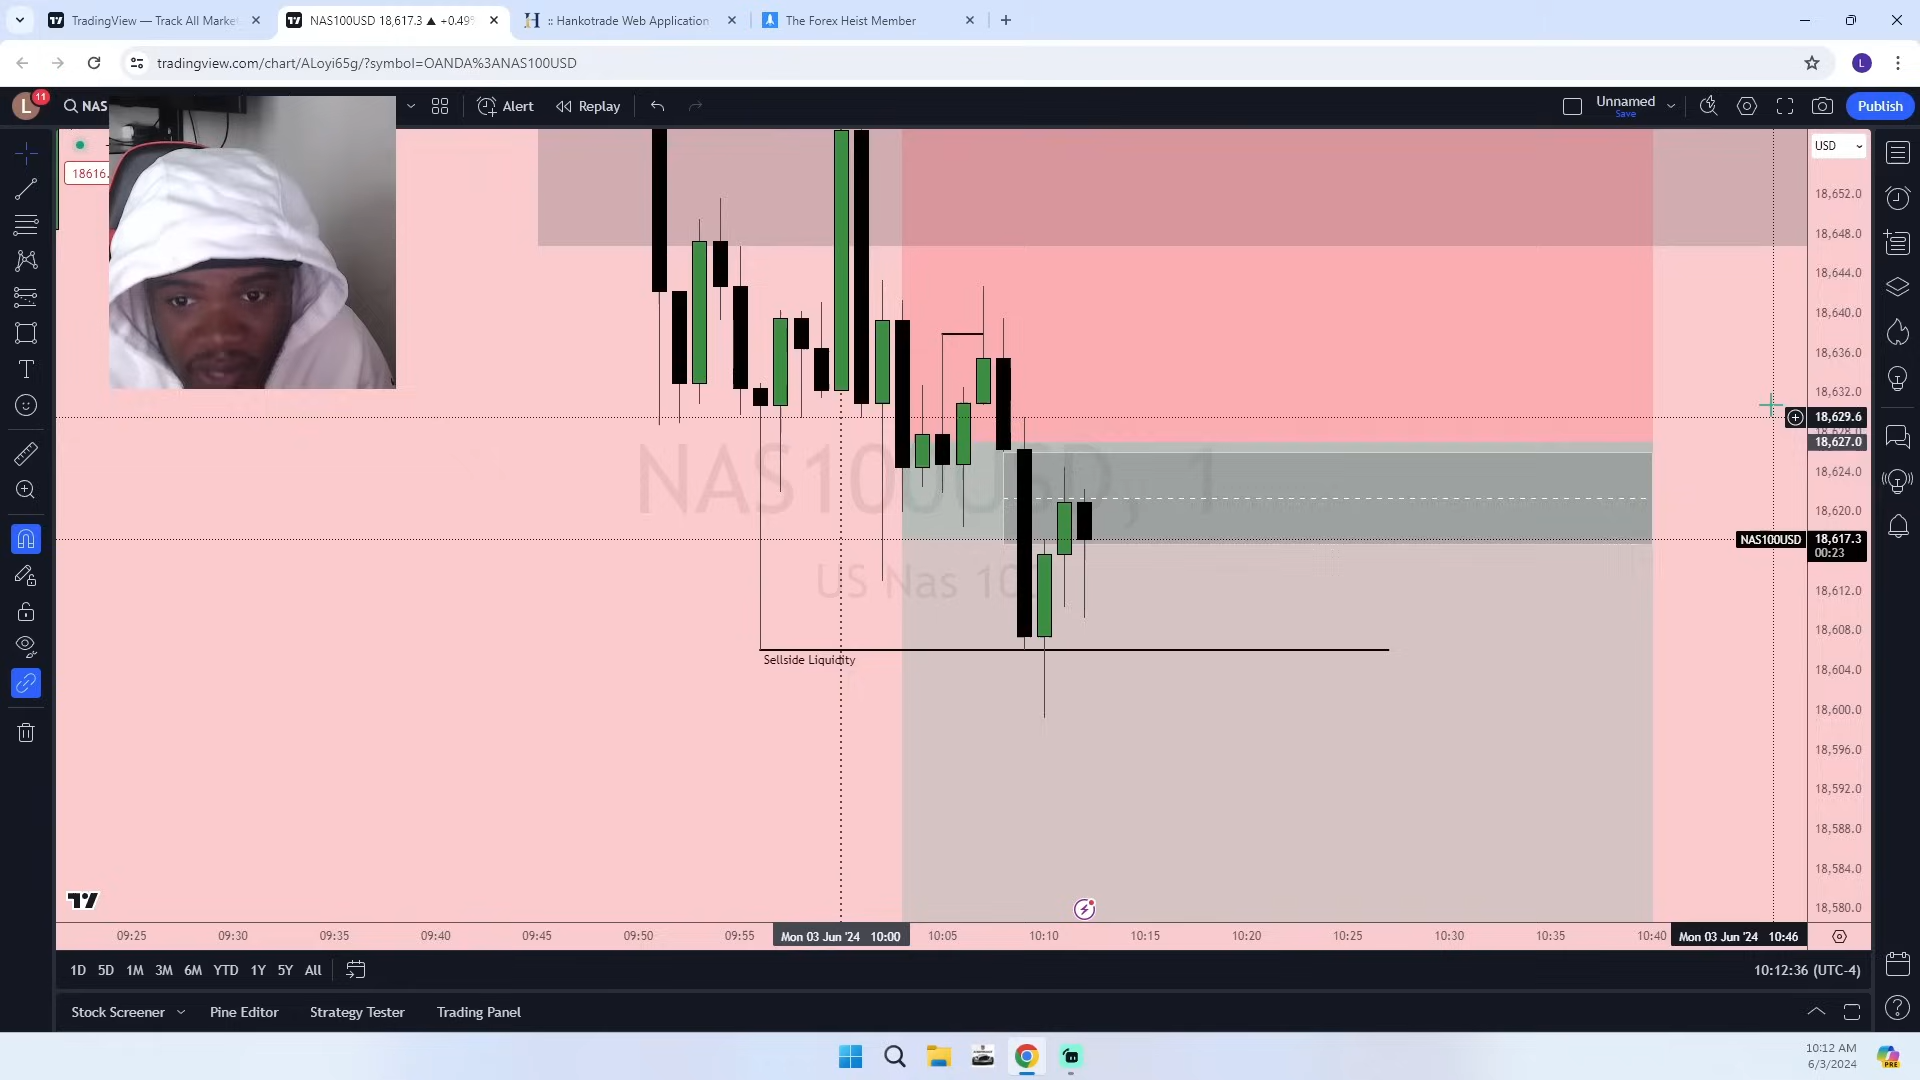 TradingView — Track All Marke
NAS100USD 18,617.3 ▲ +0.49
:: Hankotrade Web Application
The Forex Heist Member
tradingview.com/chart/ALoyi65g/?symbol=OANDA%3ANAS100USD
L
L
11
NAS
Alert
Replay
Unnamed
Save
Publish
18616.
USD
18,652.0
18,648.0
18,644.0
18,640.0
18,636.0
18,632.0
18,629.6
18,628.0
18,627.0
18,624.0
18,620.0
NAS100USD
18,617.3
00:23
18,612.0
18,608.0
18,604.0
18,600.0
18,596.0
18,592.0
18,588.0
18,584.0
18,580.0
NAS100USD, 1
US Nas 10
Sellside Liquidity
09:25
09:30
09:35
09:40
09:45
09:50
09:55
Mon 03 Jun '24 10:00
10:05
10:10
10:15
10:20
10:25
10:30
10:35
10:40
Mon 03 Jun '24 10:46
1D 5D 1M 3M 6M YTD 1Y 5Y All
10:12:36 (UTC-4)
Stock Screener
Pine Editor
Strategy Tester
Trading Panel
10:12 AM
6/3/2024
PRE